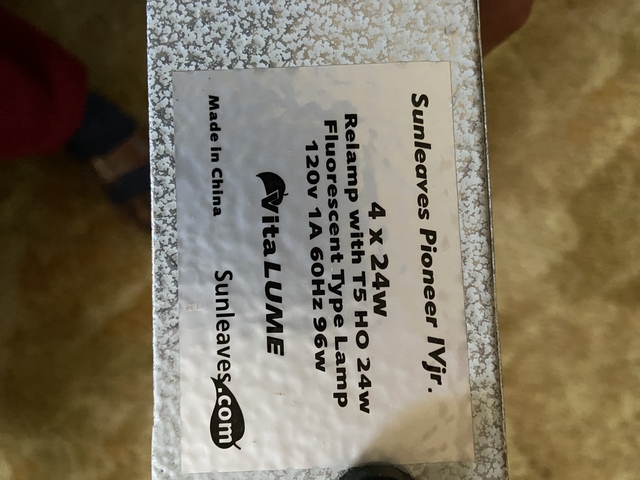 Sunleaves Pioneer IVjr.
4 x 24w
Relamp with T5 HO 24w
Fluorescent Type Lamp
120v 1A 60Hz 96w
VitaLUME
Made in China Sunleaves.com